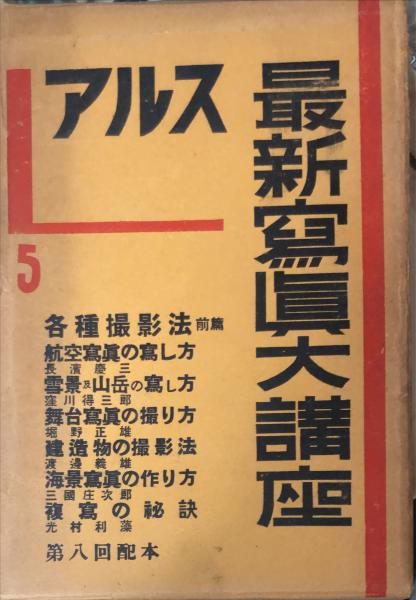 アルス
最新寫眞大講座
5
各種撮影法 前篇
航空寫眞の寫し方
長濱慶三
雪景及山岳の寫し方
窪川得三郎
舞台寫眞の撮り方
堀野正雄
建造物の撮影法
渡邊義雄
海景寫眞の作り方
三國庄次郎
複寫の祕訣
光村利藻
第八回配本